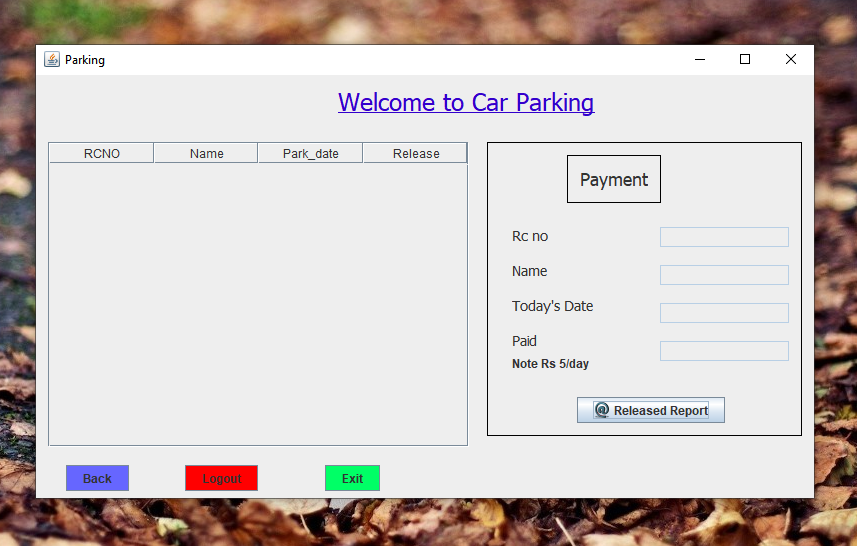 Parking
Welcome to Car Parking
RCNO Name Park_date Release
Payment
Rc no
Name
Today's Date
Paid
Note Rs 5/day
Released Report
Back Logout Exit